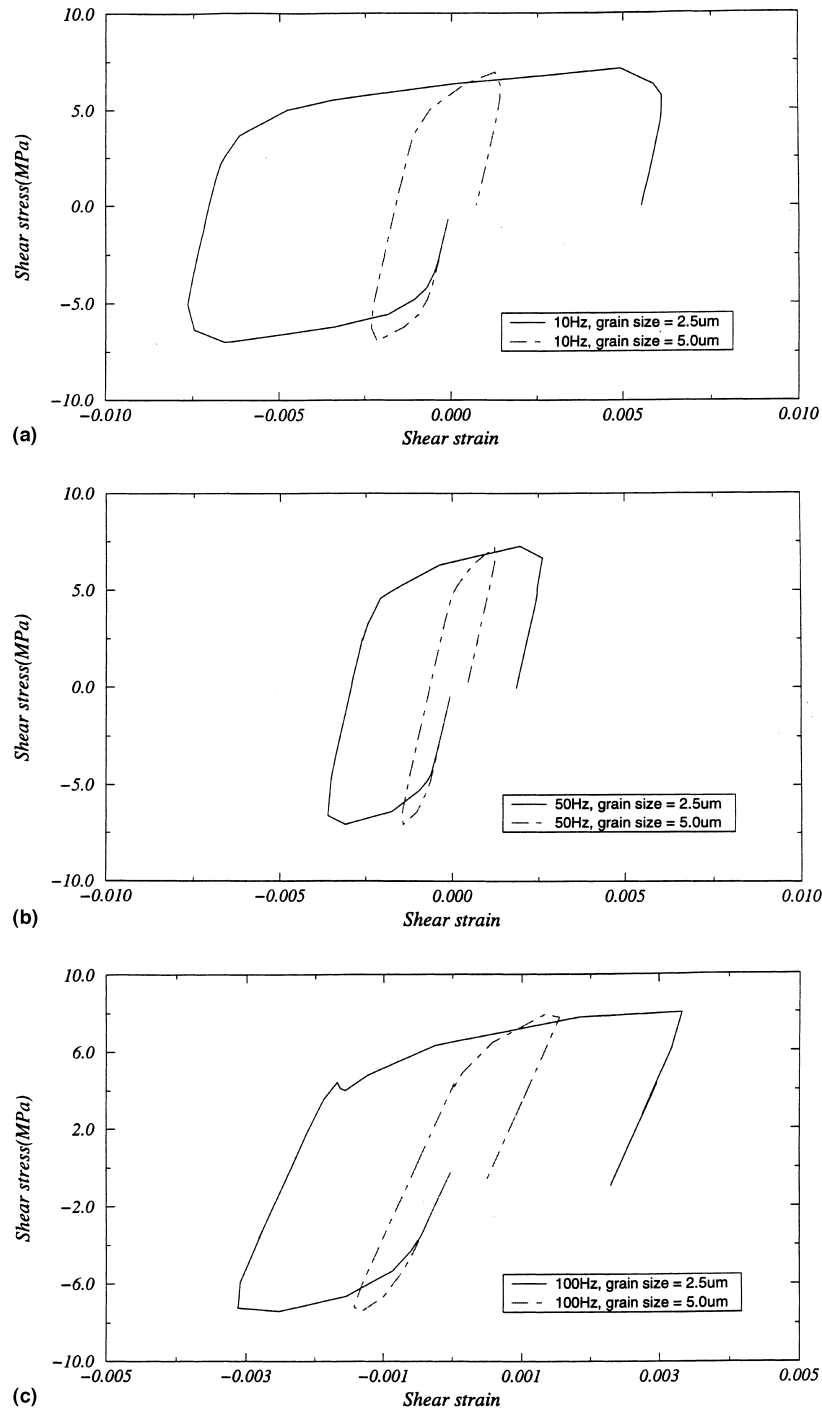 10.0
5.0
0.0
−5.0
−10.0
Shear stress(MPa)
10Hz, grain size = 2.5um
10Hz, grain size = 5.0um
−0.010
−0.005
0.000
0.005
0.010
Shear strain
(a)
10.0
5.0
0.0
−5.0
−10.0
Shear stress(MPa)
50Hz, grain size = 2.5um
50Hz, grain size = 5.0um
−0.010
−0.005
0.000
0.005
0.010
Shear strain
(b)
10.0
6.0
2.0
−2.0
−6.0
−10.0
Shear stress(MPa)
100Hz, grain size = 2.5um
100Hz, grain size = 5.0um
−0.005
−0.003
−0.001
0.001
0.003
0.005
Shear strain
(c)